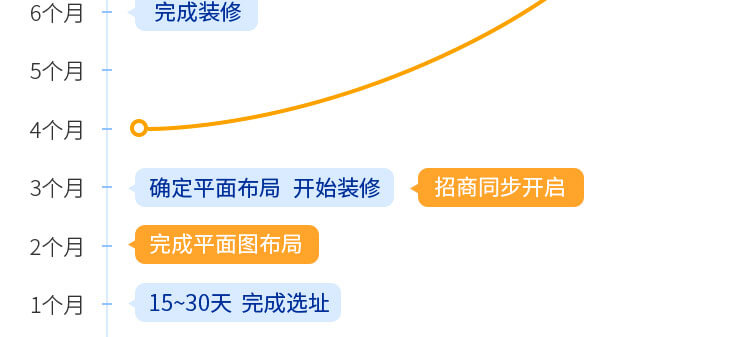 6个月 完成装修
5个月
4个月
3个月 确定平面布局 开始装修 招商同步开启
2个月 完成平面图布局
1个月 15~30天 完成选址